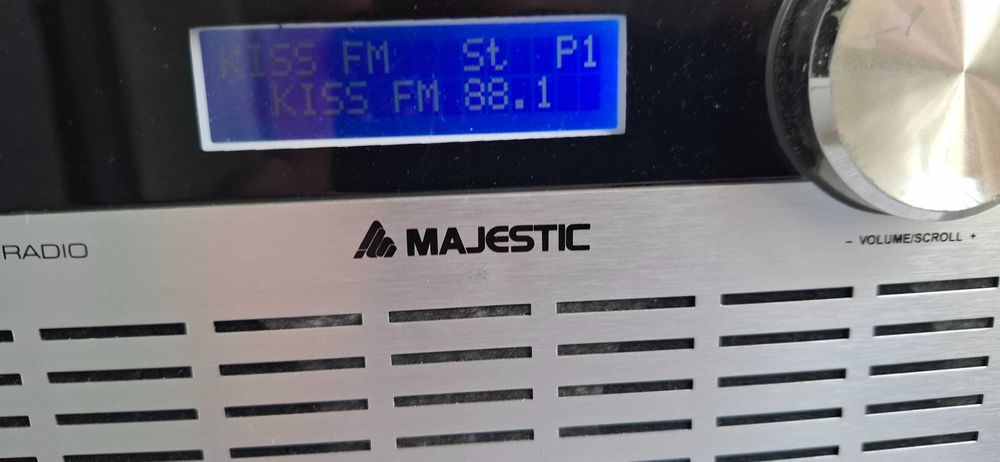 KISS FM St P1
KISS FM 88.1
RADIO
MAJESTIC
- VOLUME/SCROLL +